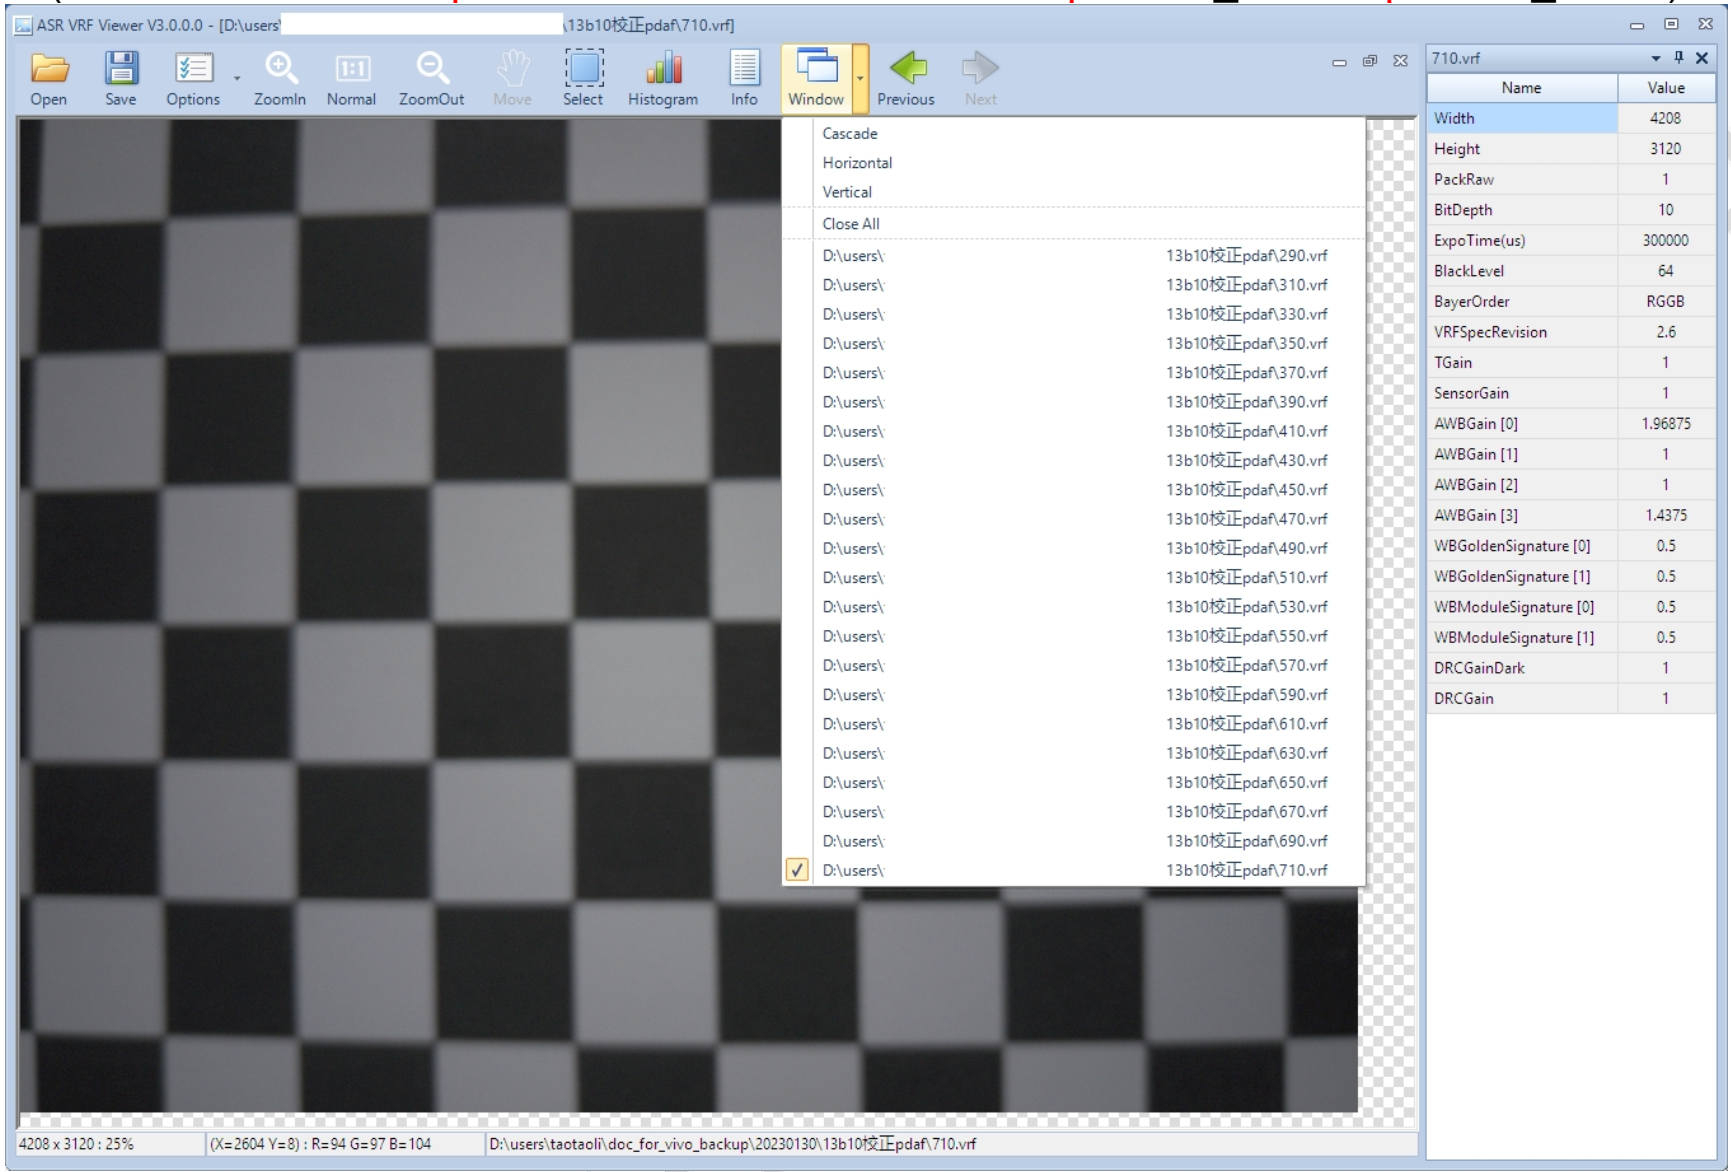 ASR VRF Viewer V3.0.0.0 - [D:\users\ \13b10校正pdaf\710.vrf]
Open Save Options ZoomIn Normal ZoomOut Move Select Histogram Info Window Previous Next
Cascade
Horizontal
Vertical
Close All
D:\users\ 13b10校正pdaf\290.vrf
D:\users\ 13b10校正pdaf\310.vrf
D:\users\ 13b10校正pdaf\330.vrf
D:\users\ 13b10校正pdaf\350.vrf
D:\users\ 13b10校正pdaf\370.vrf
D:\users\ 13b10校正pdaf\390.vrf
D:\users\ 13b10校正pdaf\410.vrf
D:\users\ 13b10校正pdaf\430.vrf
D:\users\ 13b10校正pdaf\450.vrf
D:\users\ 13b10校正pdaf\470.vrf
D:\users\ 13b10校正pdaf\490.vrf
D:\users\ 13b10校正pdaf\510.vrf
D:\users\ 13b10校正pdaf\530.vrf
D:\users\ 13b10校正pdaf\550.vrf
D:\users\ 13b10校正pdaf\570.vrf
D:\users\ 13b10校正pdaf\590.vrf
D:\users\ 13b10校正pdaf\610.vrf
D:\users\ 13b10校正pdaf\630.vrf
D:\users\ 13b10校正pdaf\650.vrf
D:\users\ 13b10校正pdaf\670.vrf
D:\users\ 13b10校正pdaf\690.vrf
D:\users\ 13b10校正pdaf\710.vrf
710.vrf
Name Value
Width 4208
Height 3120
PackRaw 1
BitDepth 10
ExpoTime(us) 300000
BlackLevel 64
BayerOrder RGGB
VRFSpecRevision 2.6
TGain 1
SensorGain 1
AWBGain [0] 1.96875
AWBGain [1] 1
AWBGain [2] 1
AWBGain [3] 1.4375
WBGoldenSignature [0] 0.5
WBGoldenSignature [1] 0.5
WBModuleSignature [0] 0.5
WBModuleSignature [1] 0.5
DRCGainDark 1
DRCGain 1
4208 x 3120 : 25% (X=2604 Y=8) : R=94 G=97 B=104 D:\users\taotaoli\doc_for_vivo_backup\20230130\13b10校正pdaf\710.vrf